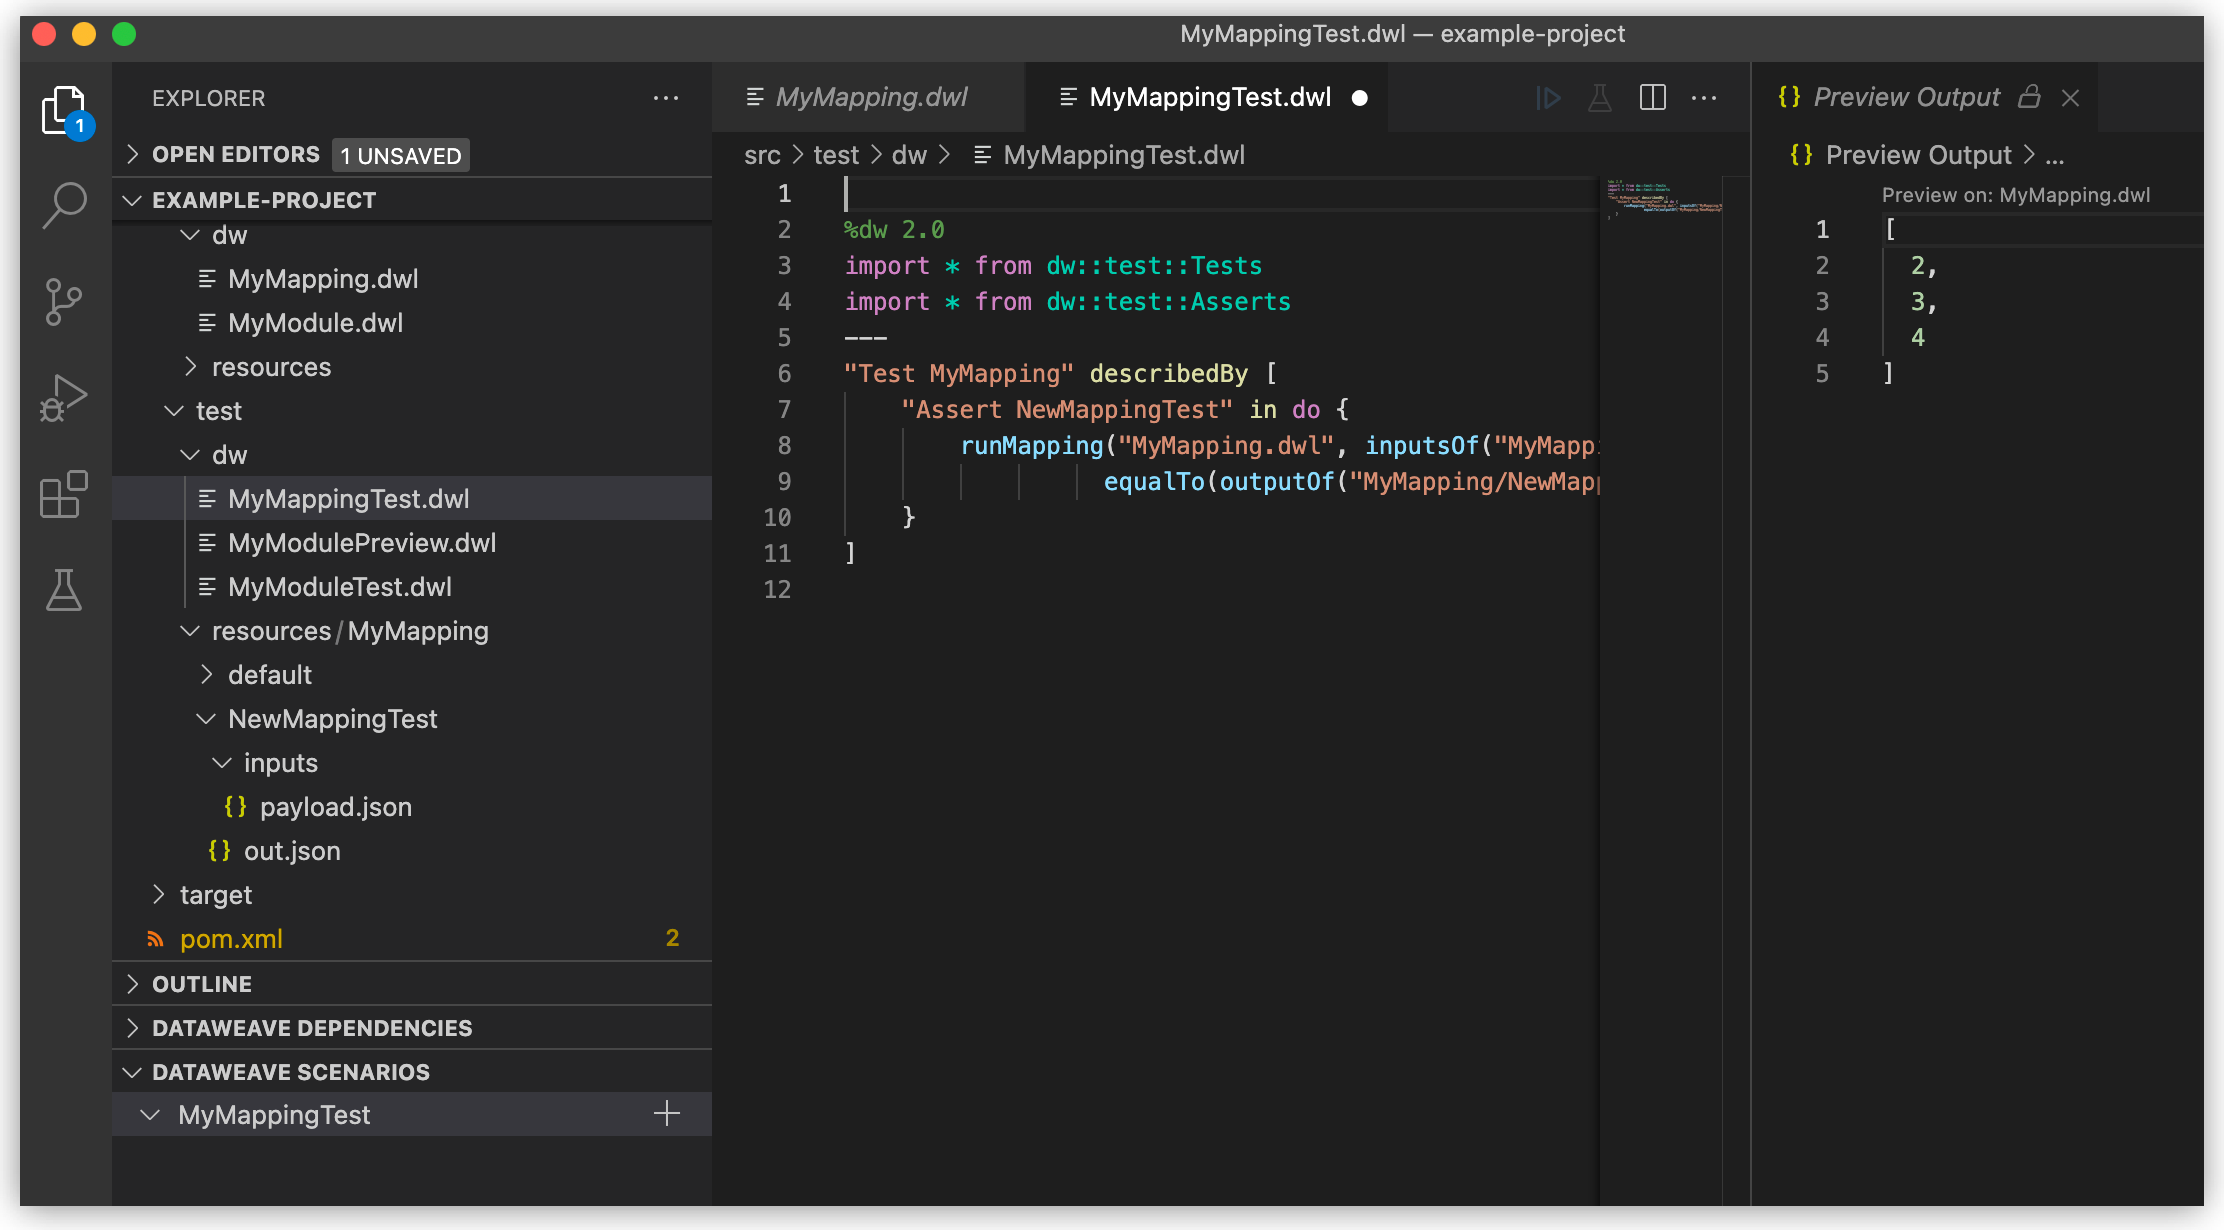 MyMappingTest.dwl — example-project
1
EXPLORER
OPEN EDITORS 1 UNSAVED
EXAMPLE-PROJECT
dw
MyMapping.dwl
MyModule.dwl
resources
test
dw
MyMappingTest.dwl
MyModulePreview.dwl
MyModuleTest.dwl
resources/MyMapping
default
NewMappingTest
inputs
{} payload.json
{} out.json
target
pom.xml 2
OUTLINE
DATAWEAVE DEPENDENCIES
DATAWEAVE SCENARIOS
MyMappingTest
MyMapping.dwl
MyMappingTest.dwl
src > test > dw > MyMappingTest.dwl
1
2 %dw 2.0
3 import * from dw::test::Tests
4 import * from dw::test::Asserts
5 ---
6 "Test MyMapping" describedBy [
7 "Assert NewMappingTest" in do {
8 runMapping("MyMapping.dwl", inputsOf("MyMapp
9 equalTo(outputOf("MyMapping/NewMap
10 }
11 ]
12
{} Preview Output
{} Preview Output > ...
Preview on: MyMapping.dwl
1 [
2 2,
3 3,
4 4
5 ]